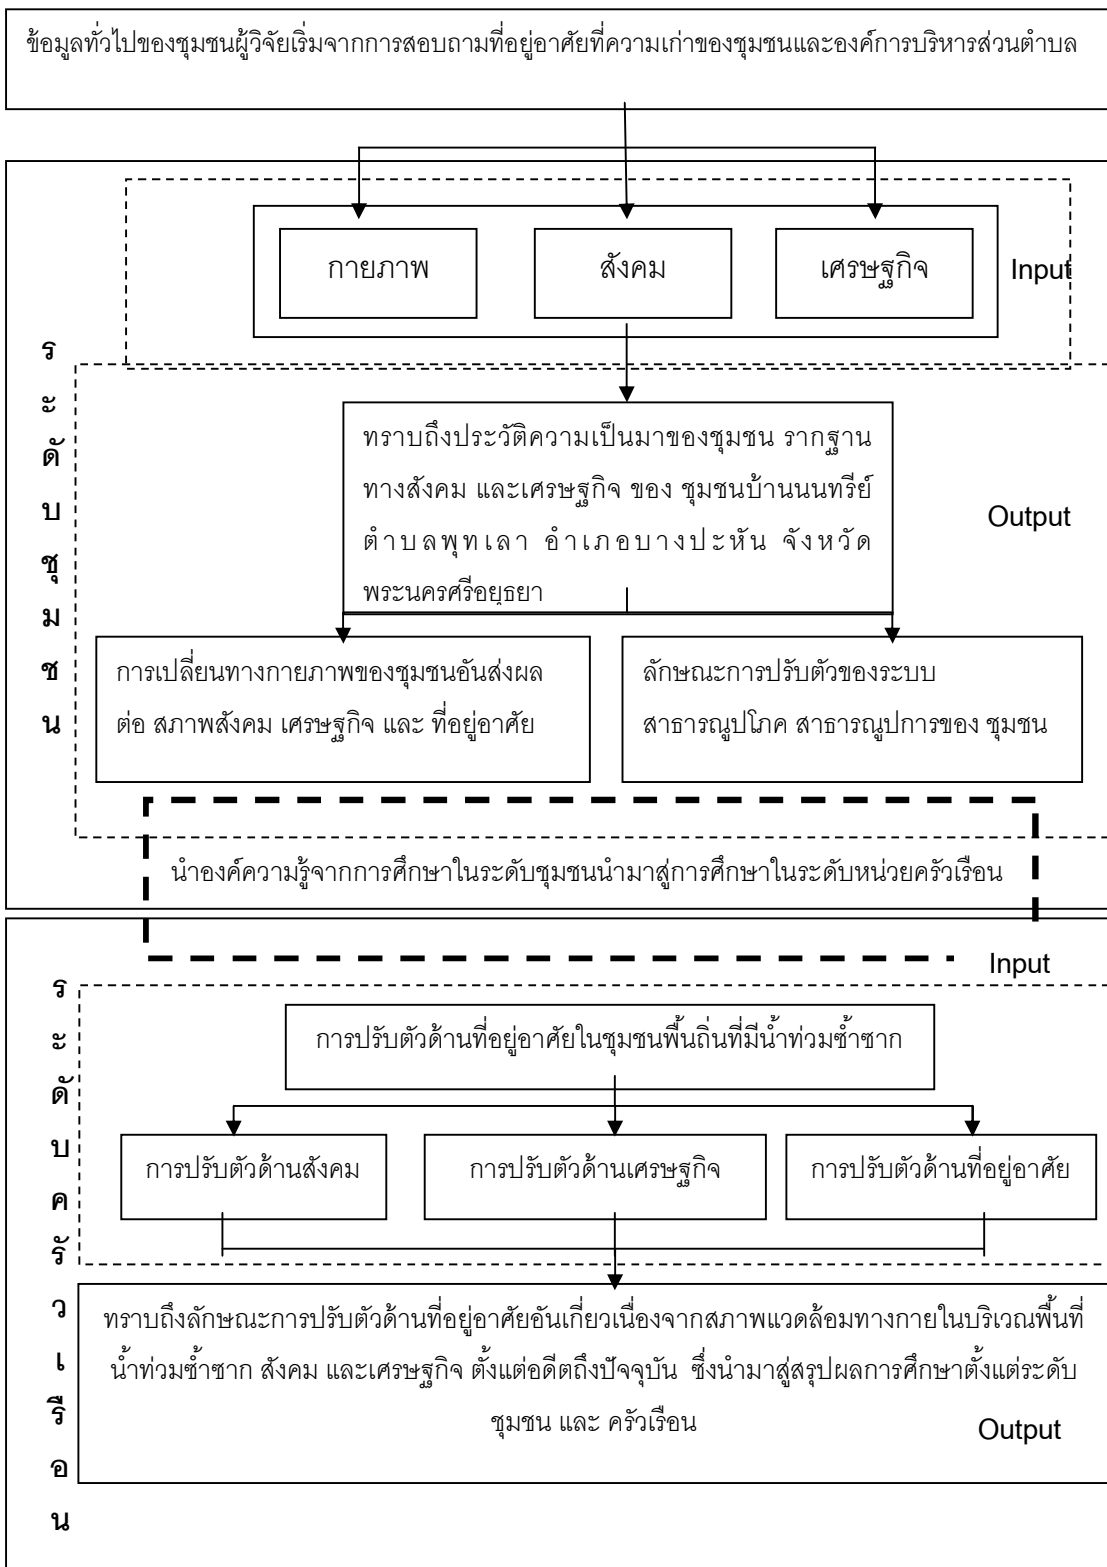 ข้อมูลทั่วไปของชุมชนผู้วิจัยเริ่มจากการสอบถามที่อยู่อาศัยที่ความเก่าของชุมชนและองค์การบริหารส่วนตำบล
กายภาพ
สังคม
เศรษฐกิจ
Input
ระดับชุมชน
ทราบถึงประวัติความเป็นมาของชุมชน รากฐาน
ทางสังคม และเศรษฐกิจ ของ ชุมชนบ้านนนทรีย์
ตำบลพุทเลา อำเภอบางปะหัน จังหวัด
พระนครศรีอยุธยา
Output
การเปลี่ยนทางกายภาพของชุมชนอันส่งผล
ต่อ สภาพสังคม เศรษฐกิจ และ ที่อยู่อาศัย
ลักษณะการปรับตัวของระบบ
สาธารณูปโภค สาธารณูปการของ ชุมชน
นำองค์ความรู้จากการศึกษาในระดับชุมชนนำมาสู่การศึกษาในระดับหน่วยครัวเรือน
Input
ระดับครัวเรือน
การปรับตัวด้านที่อยู่อาศัยในชุมชนพื้นถิ่นที่มีน้ำท่วมซ้ำซาก
การปรับตัวด้านสังคม
การปรับตัวด้านเศรษฐกิจ
การปรับตัวด้านที่อยู่อาศัย
ทราบถึงลักษณะการปรับตัวด้านที่อยู่อาศัยอันเกี่ยวเนื่องจากสภาพแวดล้อมทางกายในบริเวณพื้นที่
น้ำท่วมซ้ำซาก สังคม และเศรษฐกิจ ตั้งแต่อดีตถึงปัจจุบัน ซึ่งนำมาสู่สรุปผลการศึกษาตั้งแต่ระดับ
ชุมชน และ ครัวเรือน
Output